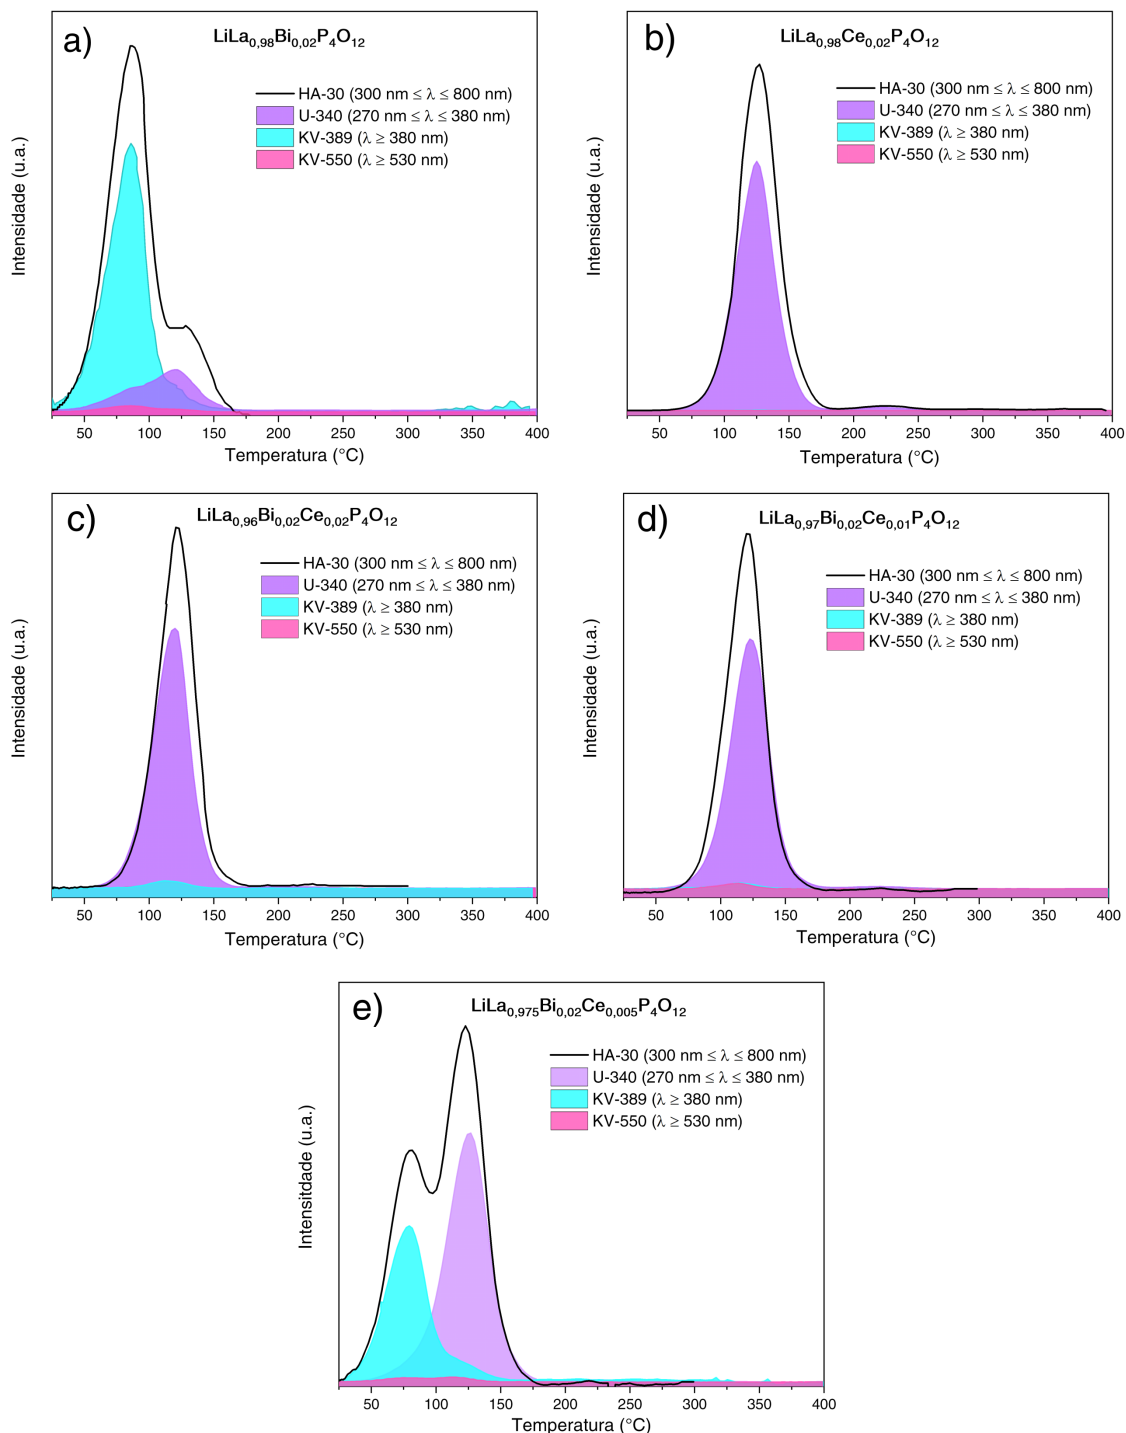 a)
LiLa0,98Bi0,02P4O12
HA-30 (300 nm ≤ λ ≤ 800 nm)
U-340 (270 nm ≤ λ ≤ 380 nm)
KV-389 (λ ≥ 380 nm)
KV-550 (λ ≥ 530 nm)
Intensidade (u.a.)
50 100 150 200 250 300 350 400
Temperatura (°C)
b)
LiLa0,98Ce0,02P4O12
HA-30 (300 nm ≤ λ ≤ 800 nm)
U-340 (270 nm ≤ λ ≤ 380 nm)
KV-389 (λ ≥ 380 nm)
KV-550 (λ ≥ 530 nm)
Intensidade (u.a.)
50 100 150 200 250 300 350 400
Temperatura (°C)
c)
LiLa0,96Bi0,02Ce0,02P4O12
HA-30 (300 nm ≤ λ ≤ 800 nm)
U-340 (270 nm ≤ λ ≤ 380 nm)
KV-389 (λ ≥ 380 nm)
KV-550 (λ ≥ 530 nm)
Intensidade (u.a.)
50 100 150 200 250 300 350 400
Temperatura (°C)
d)
LiLa0,97Bi0,02Ce0,01P4O12
HA-30 (300 nm ≤ λ ≤ 800 nm)
U-340 (270 nm ≤ λ ≤ 380 nm)
KV-389 (λ ≥ 380 nm)
KV-550 (λ ≥ 530 nm)
Intensidade (u.a.)
50 100 150 200 250 300 350 400
Temperatura (°C)
e)
LiLa0,975Bi0,02Ce0,005P4O12
HA-30 (300 nm ≤ λ ≤ 800 nm)
U-340 (270 nm ≤ λ ≤ 380 nm)
KV-389 (λ ≥ 380 nm)
KV-550 (λ ≥ 530 nm)
Intensitdade (u.a.)
50 100 150 200 250 300 350 400
Temperatura (°C)